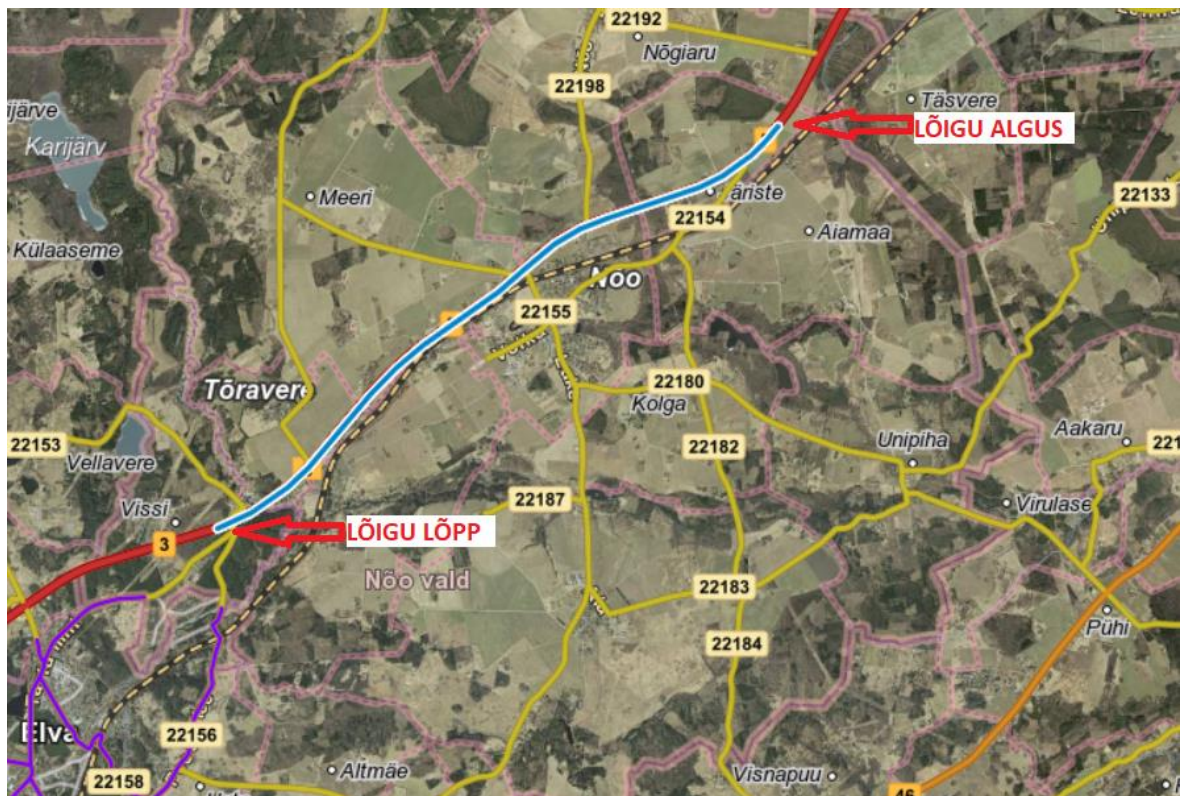 22192
Nõgiaru
22198
Täsvere
LÕIGU ALGUS
Karijärv
Meeri
22154
äriste
22133
Külaaseme
Aiamaa
Nõo
22155
Tõravere
22180
Kolga
22153
Vellavere
22182
Unipiha
Aakaru
221
Vissi
22187
Virulase
LÕIGU LÕPP
3
Nõo vald
22183
Pühi
22184
Elva
22156
Altmäe
Visnapuu
22158
46